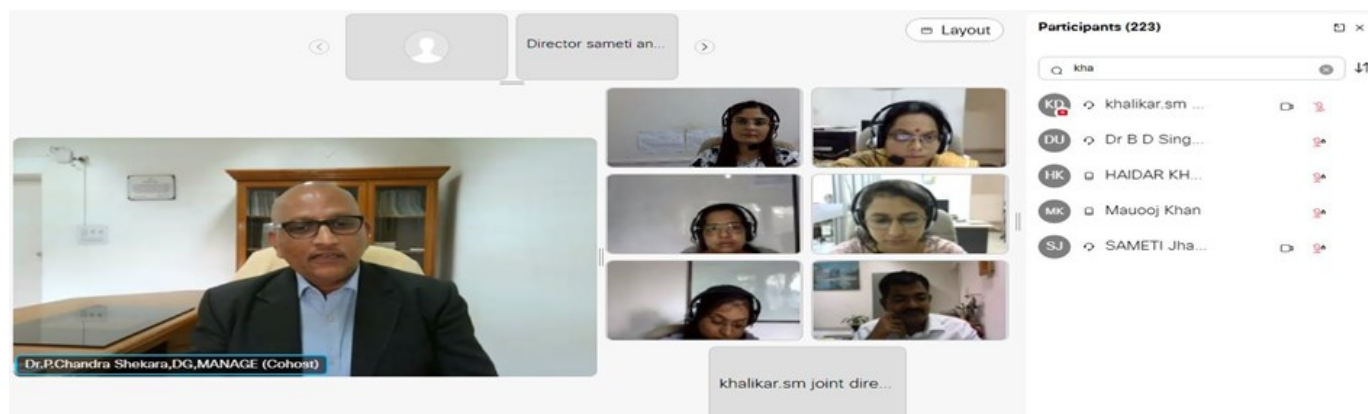 Director sameti an...
Layout
Dr.P.Chandra Shekara,DG,MANAGE (Cohost)
khalikar.sm joint dire...
Participants (223)
kha
KD khalikar.sm ...
DU Dr B D Sing...
HK HAIDAR KH...
MK Mauooj Khan
SJ SAMETI Jha...